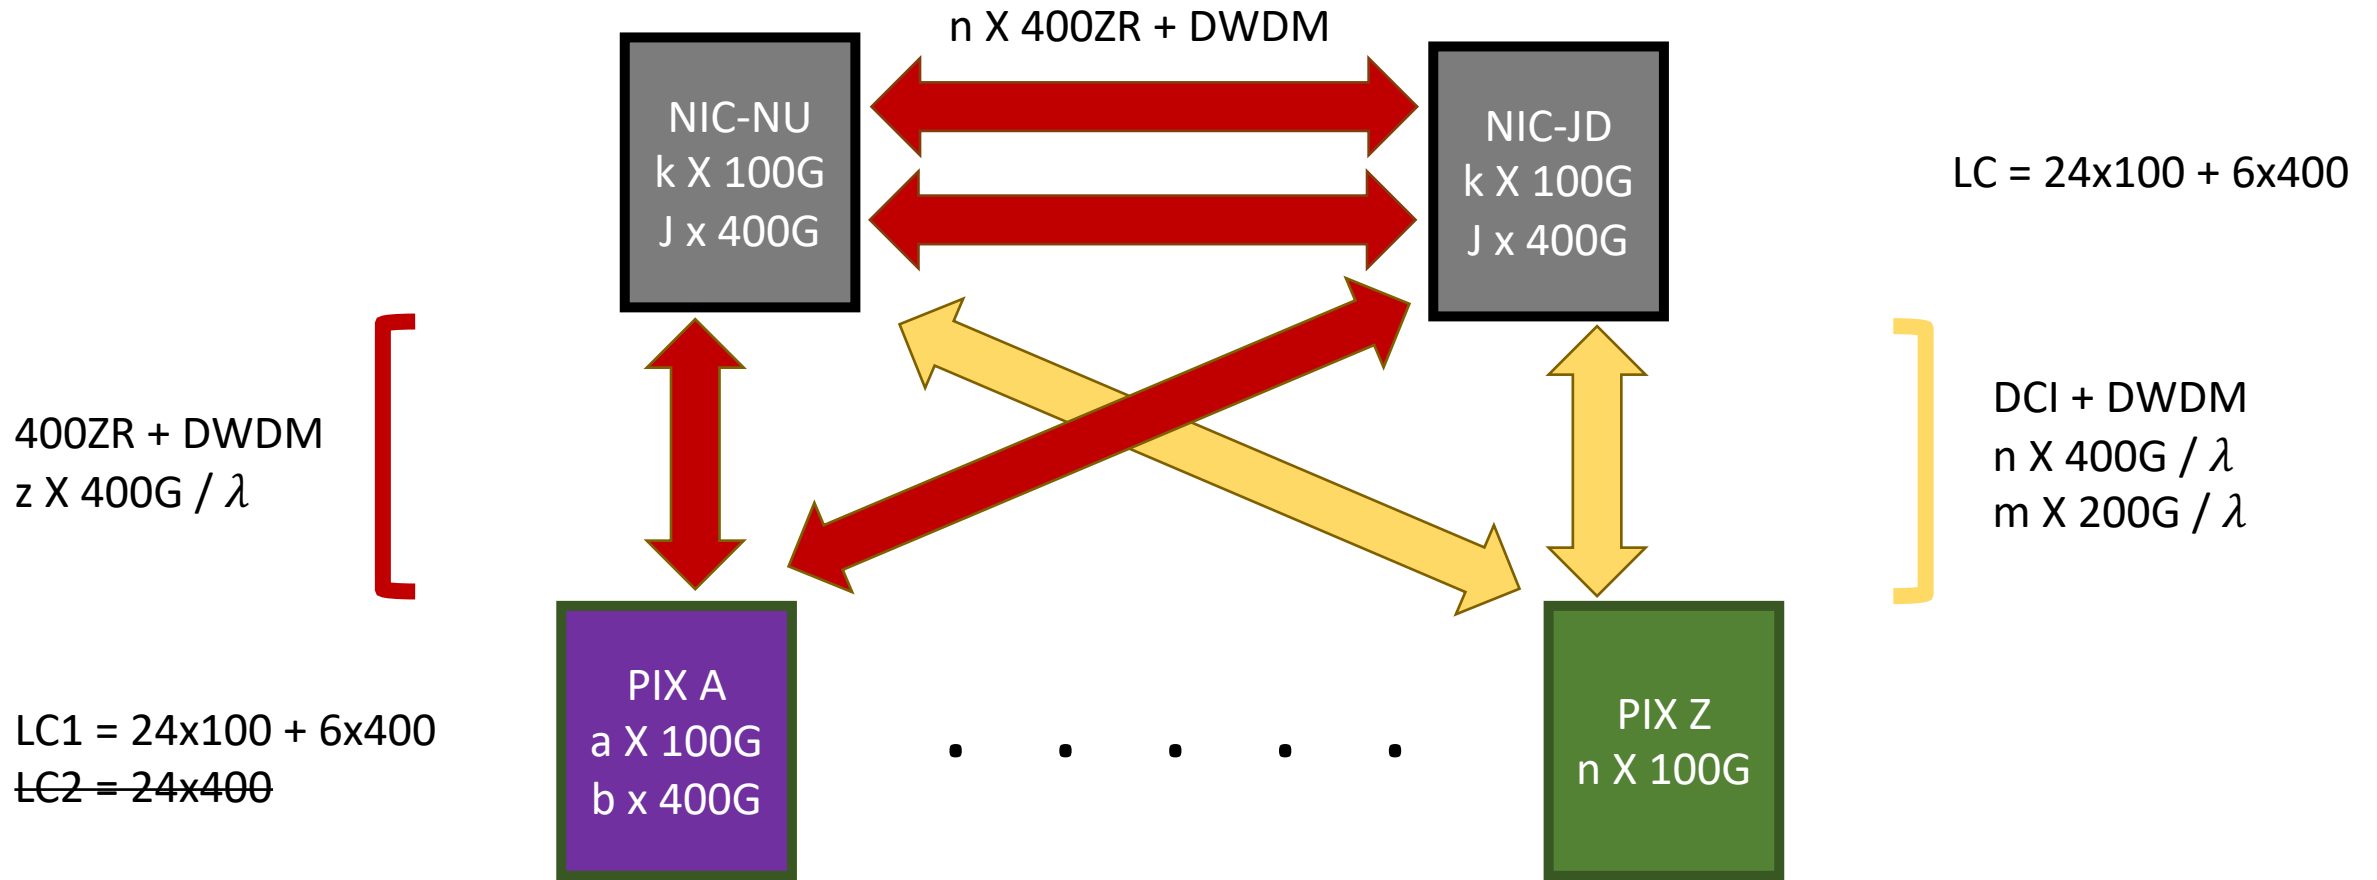 n X 400ZR + DWDM
NIC-NU
k X 100G
J x 400G
NIC-JD
k X 100G
J x 400G
LC = 24x100 + 6x400
400ZR + DWDM
z X 400G / λ
DCI + DWDM
n X 400G / λ
m X 200G / λ
LC1 = 24x100 + 6x400
LC2 = 24x400
PIX A
a X 100G
b x 400G
. . . . .
PIX Z
n X 100G